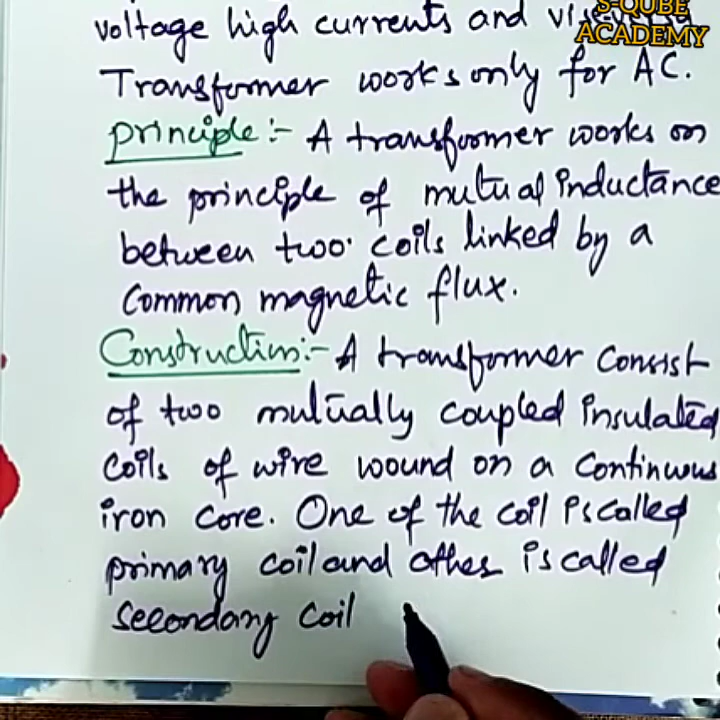 S-QUBE
ACADEMY
voltage high currents and
Transformer works only for AC.
principle:- A transformer works on
the principle of mutual inductance
between two coils linked by a
common magnetic flux.
Construction:- A transformer consist
of two mutually coupled insulated
coils of wire wound on a continuous
iron core. One of the coil is called
primary coil and other is called
secondary coil